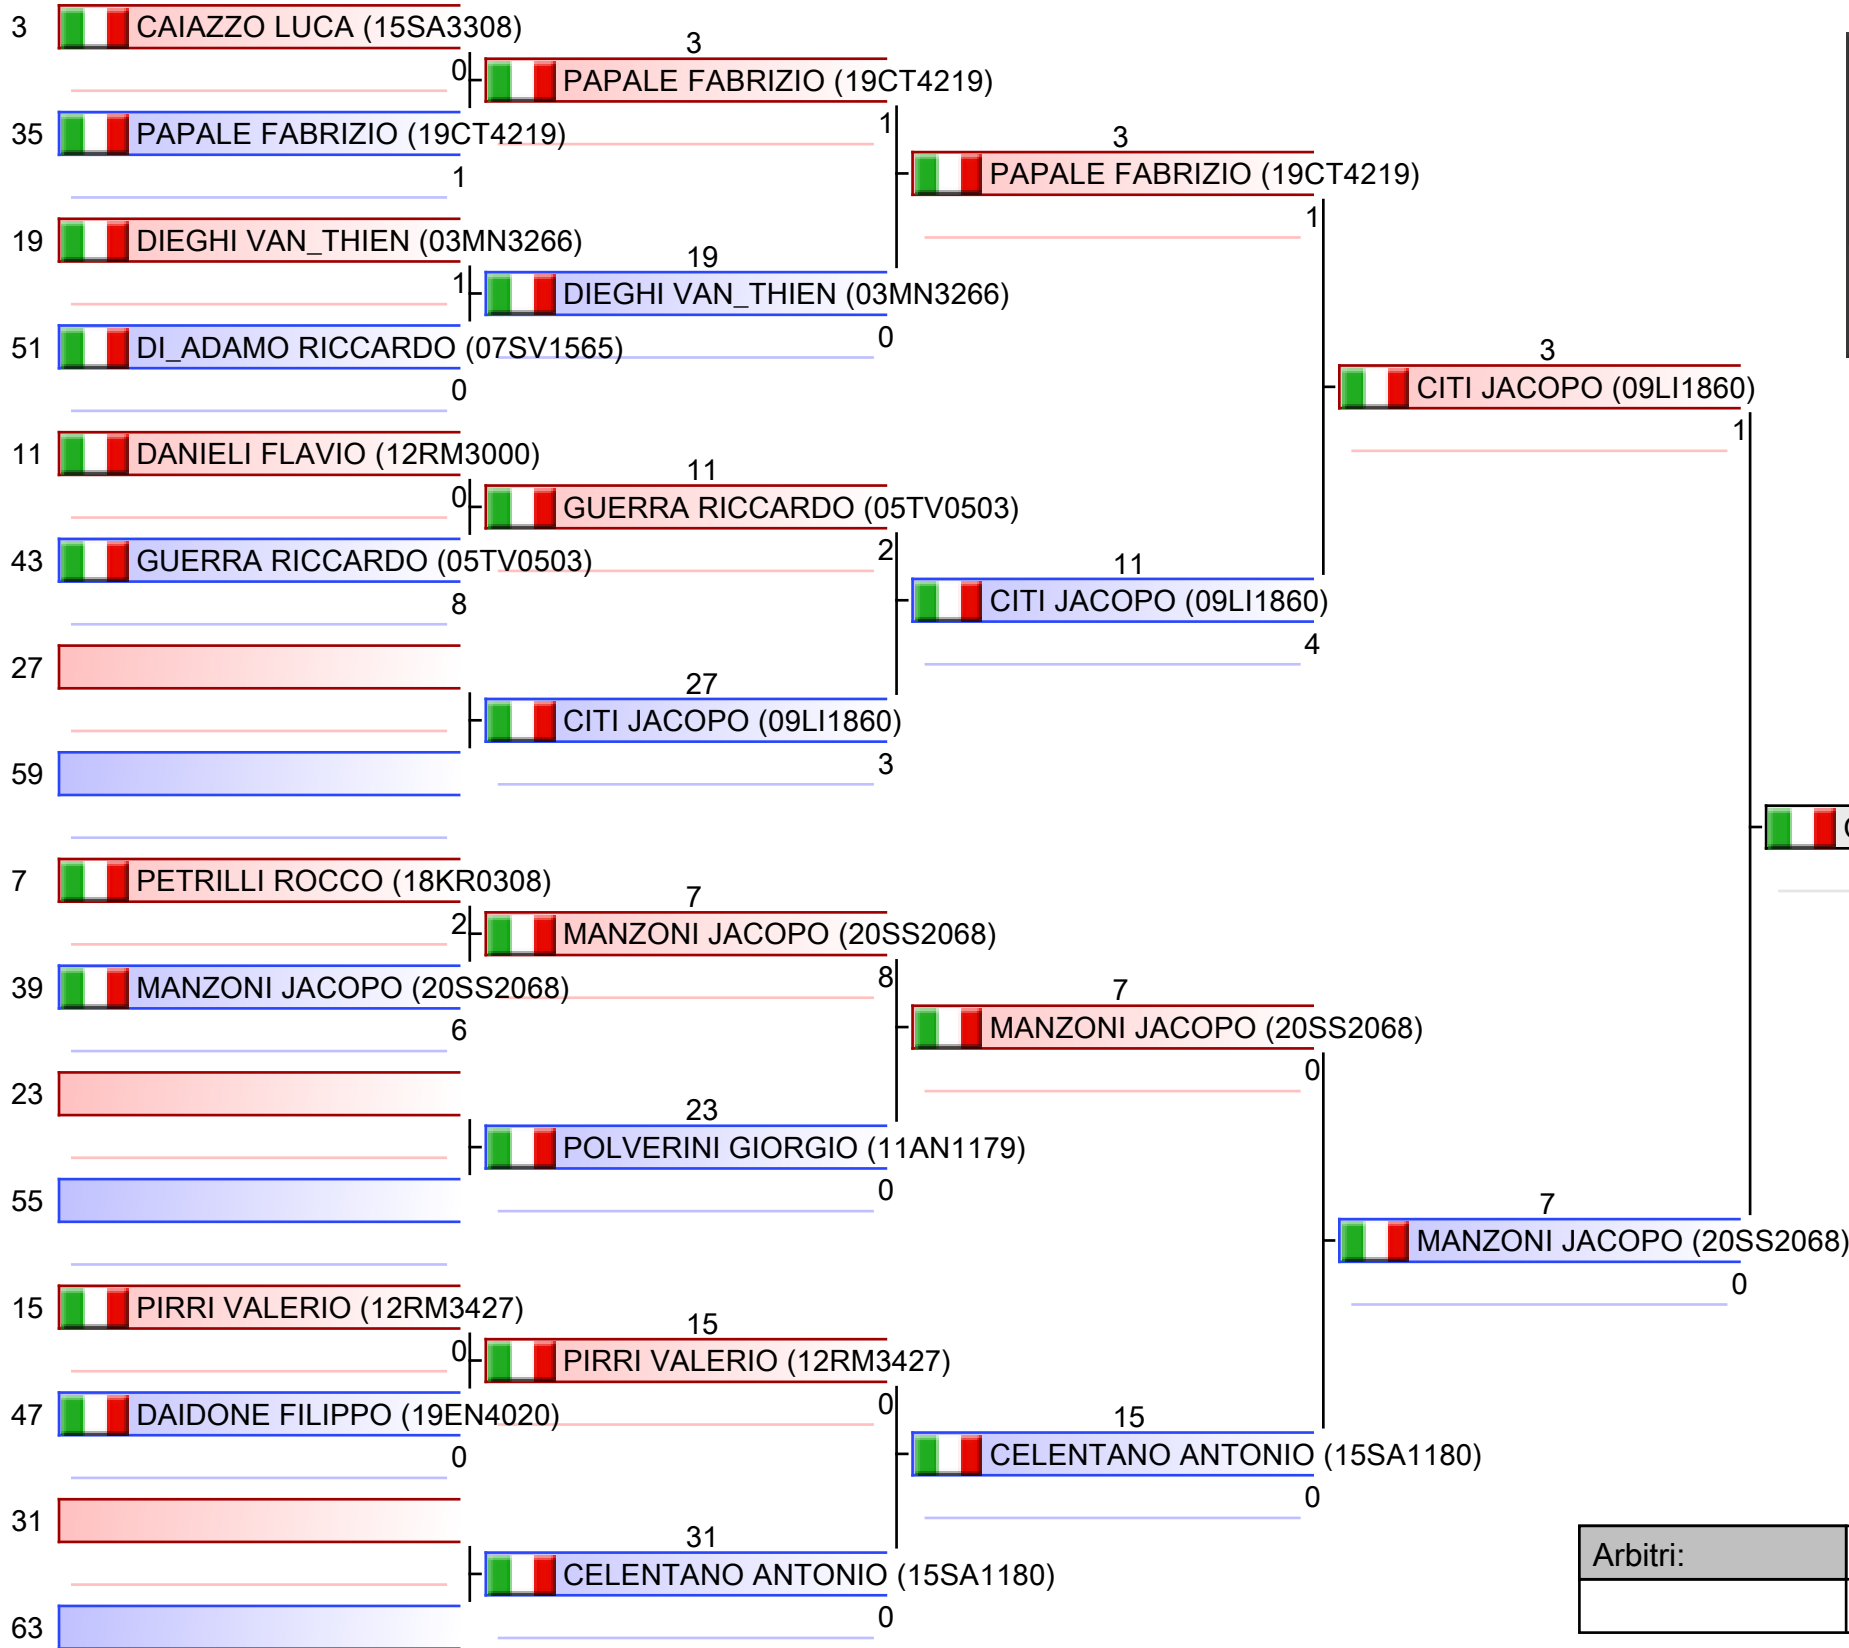 3 CAIAZZO LUCA (15SA3308)
0
35 PAPALE FABRIZIO (19CT4219)
1
19 DIEGHI VAN_THIEN (03MN3266)
1
51 DI_ADAMO RICCARDO (07SV1565)
0
11 DANIELI FLAVIO (12RM3000)
0
43 GUERRA RICCARDO (05TV0503)
8
27
59
7 PETRILLI ROCCO (18KR0308)
2
39 MANZONI JACOPO (20SS2068)
6
23
55
15 PIRRI VALERIO (12RM3427)
0
47 DAIDONE FILIPPO (19EN4020)
0
31
63
3
PAPALE FABRIZIO (19CT4219)
1
19
DIEGHI VAN_THIEN (03MN3266)
0
11
GUERRA RICCARDO (05TV0503)
2
27
CITI JACOPO (09LI1860)
3
7
MANZONI JACOPO (20SS2068)
8
23
POLVERINI GIORGIO (11AN1179)
0
15
PIRRI VALERIO (12RM3427)
0
31
CELENTANO ANTONIO (15SA1180)
0
3
PAPALE FABRIZIO (19CT4219)
1
11
CITI JACOPO (09LI1860)
4
7
MANZONI JACOPO (20SS2068)
0
15
CELENTANO ANTONIO (15SA1180)
0
3
CITI JACOPO (09LI1860)
1
7
MANZONI JACOPO (20SS2068)
0
Arbitri: